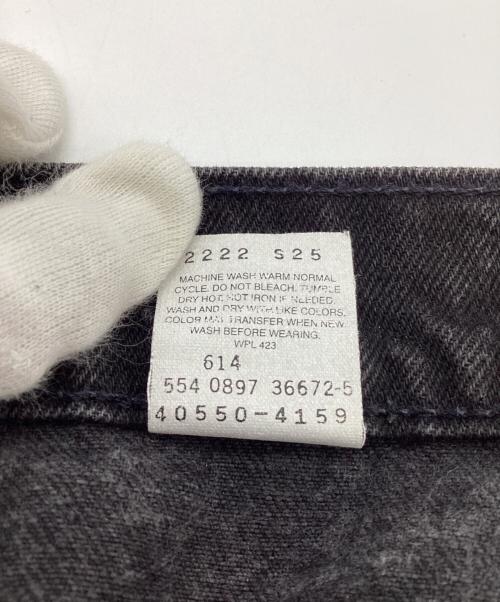 2222 S25
MACHINE WASH WARM NORMAL
CYCLE. DO NOT BLEACH. TUMBLE
DRY HOT. HOT IRON IF NEEDED.
WASH AND DRY WITH LIKE COLORS.
COLOR MAY TRANSFER WHEN NEW.
WASH BEFORE WEARING.
WPL 423
614
554 0897 36672-5
40550-4159